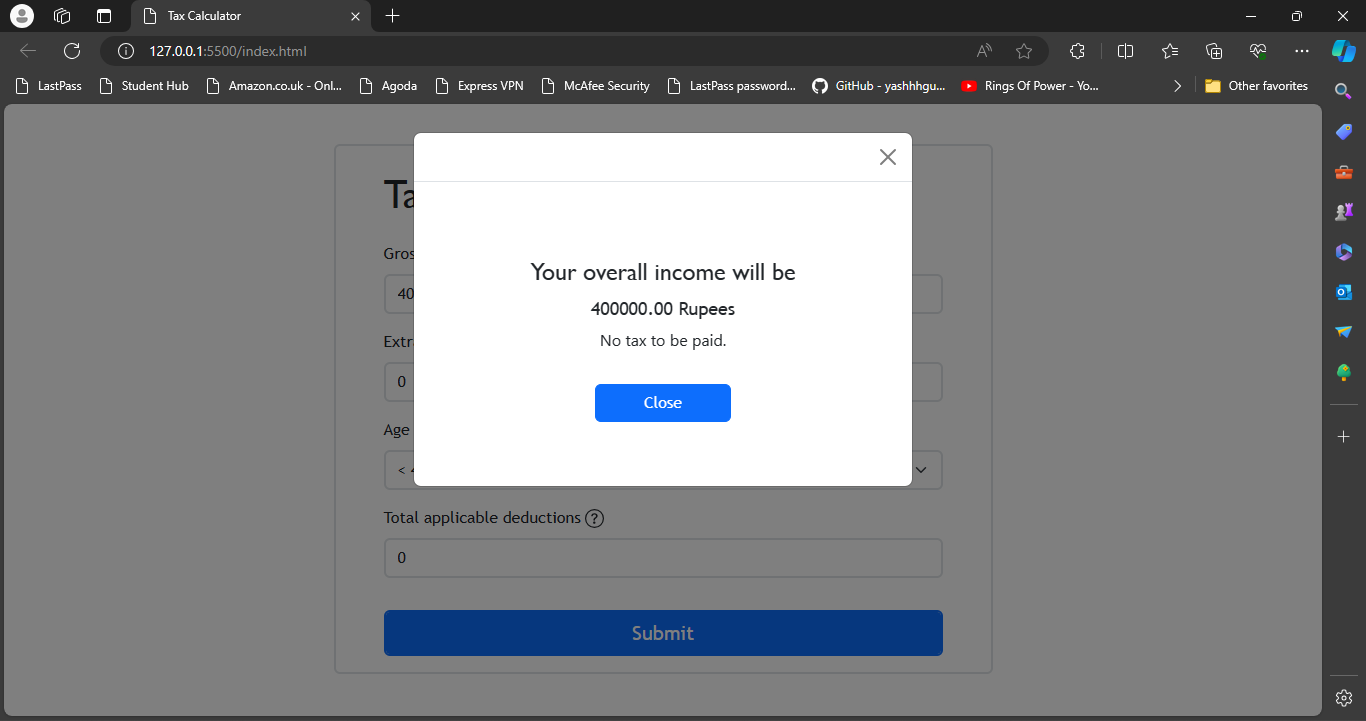 Tax Calculator
127.0.0.1:5500/index.html
LastPass Student Hub Amazon.co.uk - Onl... Agoda Express VPN McAfee Security LastPass password... GitHub - yashhhgu... Rings Of Power - Yo... Other favorites
Ta
Gros
40
Extr
0
Age
<
Your overall income will be
400000.00 Rupees
No tax to be paid.
Close
Total applicable deductions ?
0
Submit